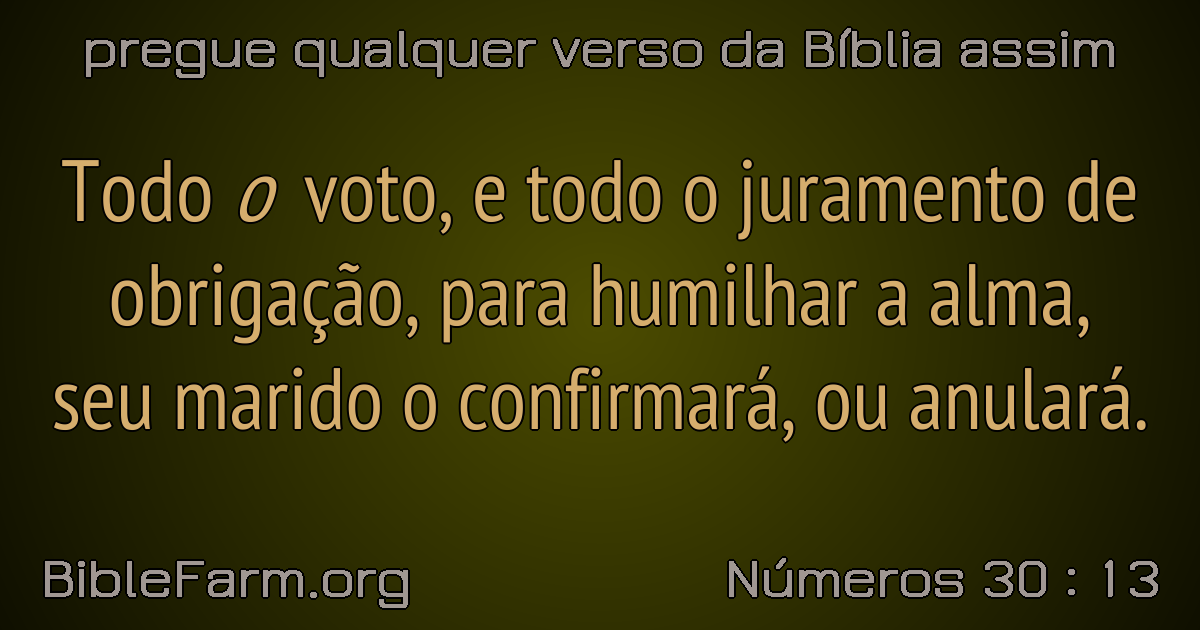 pregue qualquer verso da Bíblia assim
Todo o voto, e todo o juramento de
obrigação, para humilhar a alma,
seu marido o confirmará, ou anulará.
BibleFarm.org
Números 30 : 13